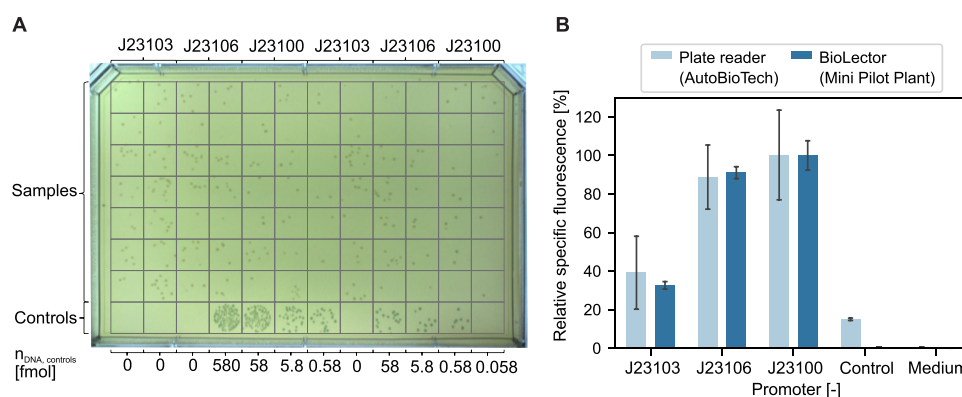 A
J23103 J23106 J23100 J23103 J23106 J23100
Samples
Controls
nDNA, controls
[fmol]
0 0 0 580 58 5.8 0.58 0 58 5.8 0.58 0.058
B
Plate reader
(AutoBioTech)
BioLector
(Mini Pilot Plant)
Relative specific fluorescence [%]
120
100
80
60
40
20
0
J23103 J23106 J23100 Control Medium
Promoter [-]